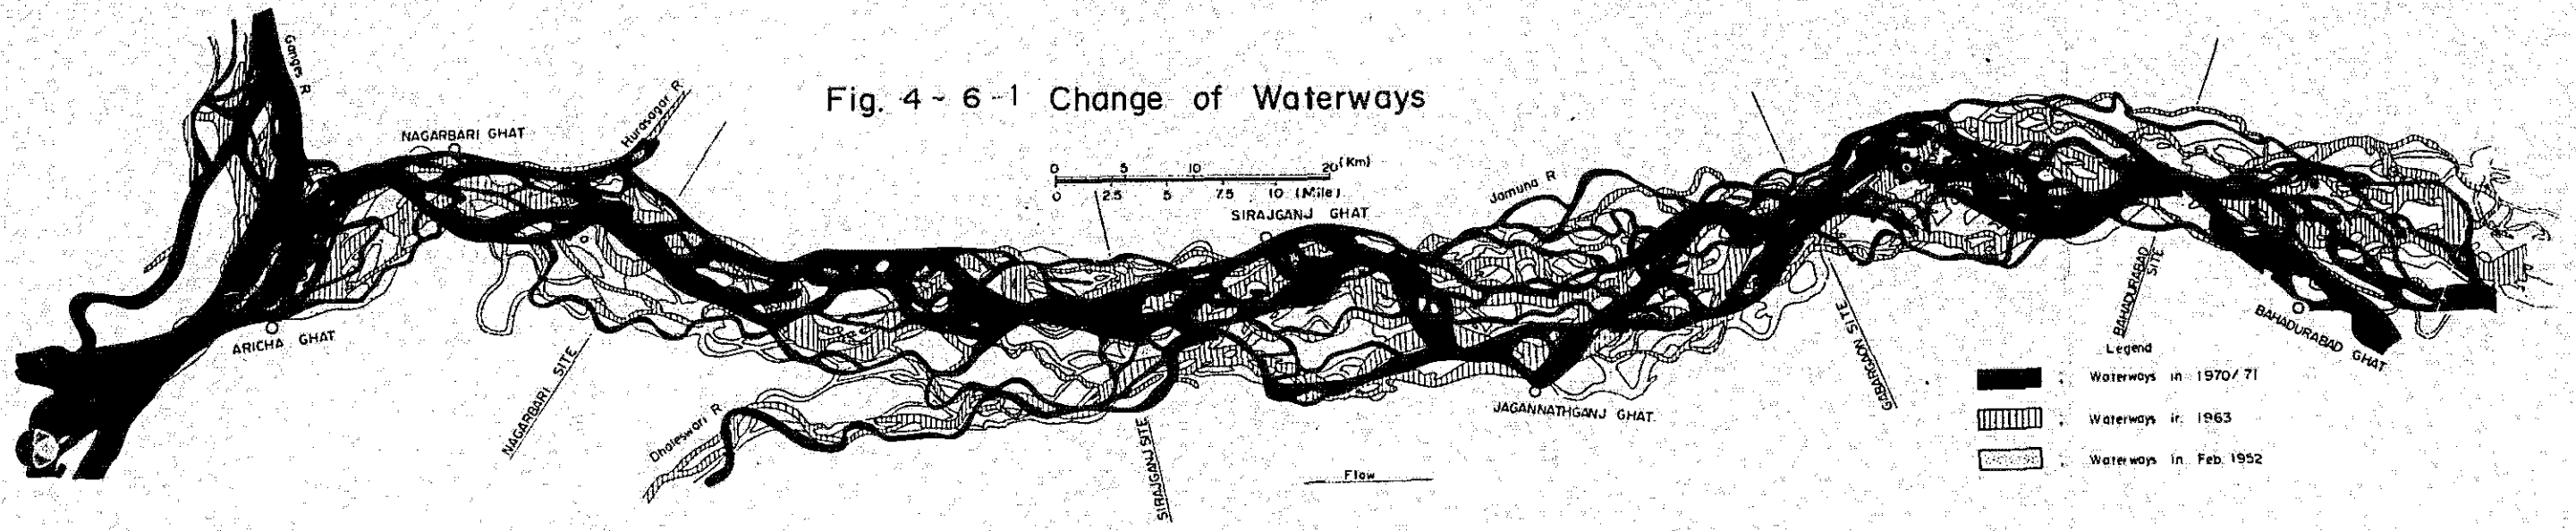 Fig. 4-6-1 Change of Waterways
Ganges R
NAGARBARI GHAT
Hurasagar R
0 5 10 20 (Km)
0 2.5 5 7.5 10 (Mile)
SIRAJGANJ GHAT
Jamuna R
ARICHA GHAT
NAGARBARI SITE
Dhaleswari R
SIRAJGANJ SITE
Flow
JAGANNATHGANJ GHAT
GABARGAON SITE
BAHADURABAD SITE
BAHADURABAD GHAT
Legend
; Waterways in 1970/71
; Waterways in 1963
; Waterways in Feb. 1952